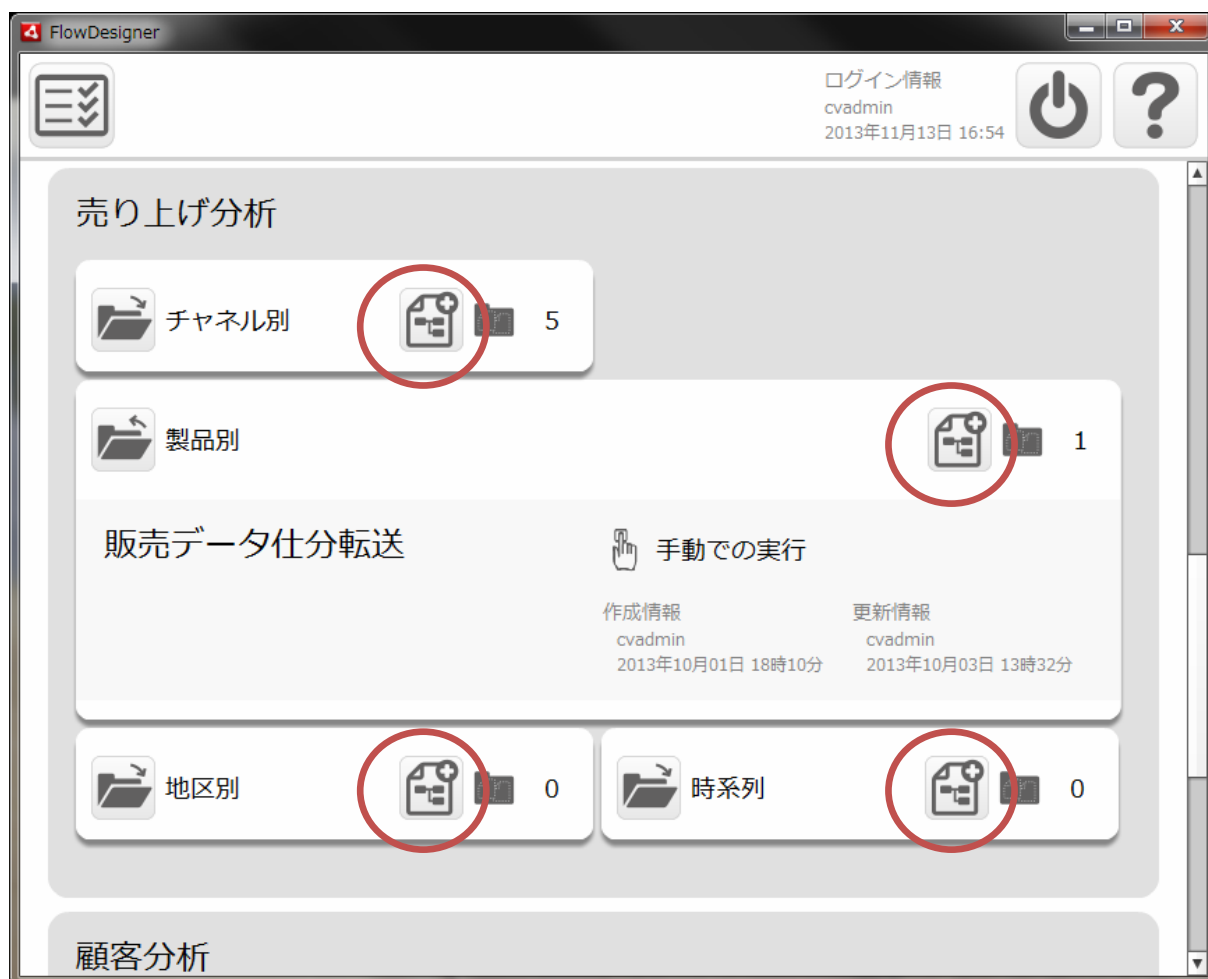 FlowDesigner
ログイン情報
cvadmin
2013年11月13日 16:54
売り上げ分析
チャネル別 5
製品別 1
販売データ仕分転送
手動での実行
作成情報 更新情報
cvadmin cvadmin
2013年10月01日 18時10分 2013年10月03日 13時32分
地区別 0 時系列 0
顧客分析